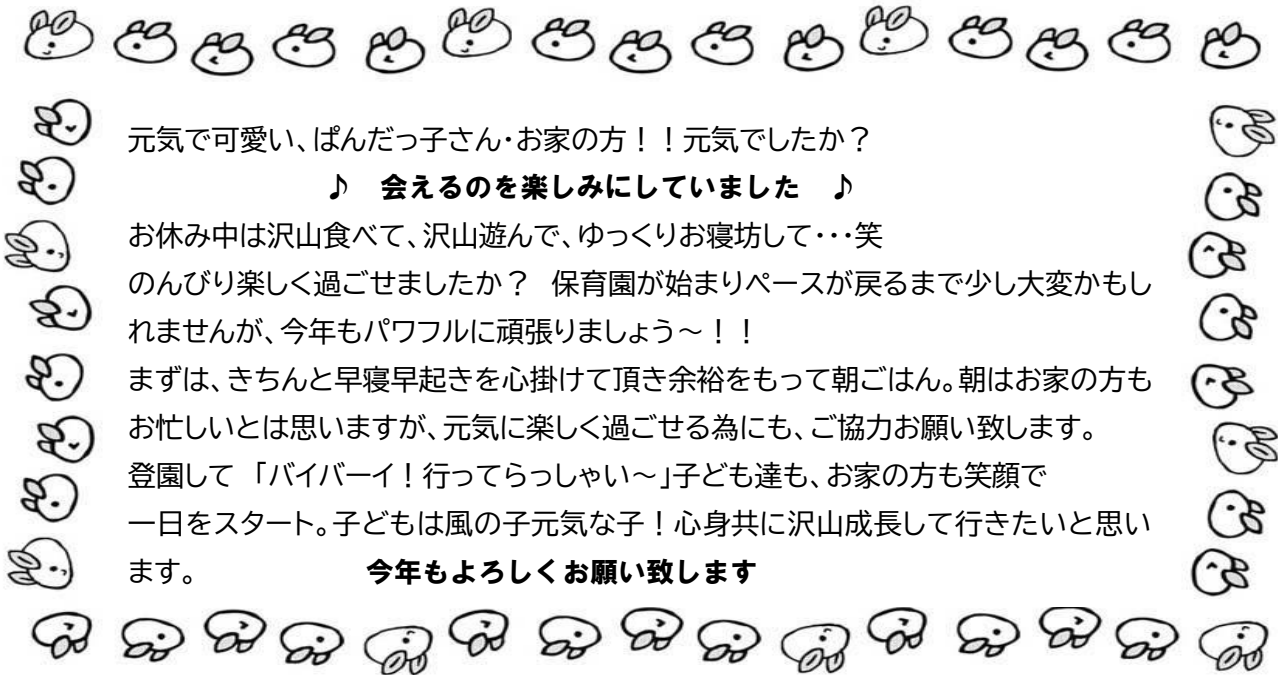 元気で可愛い、ぱんだっ子さん・お家の方！！元気でしたか？
♪　会えるのを楽しみにしていました　♪
お休み中は沢山食べて、沢山遊んで、ゆっくりお寝坊して・・・笑
のんびり楽しく過ごせましたか？　保育園が始まりペースが戻るまで少し大変かもし
れませんが、今年もパワフルに頑張りましょう～！！
まずは、きちんと早寝早起きを心掛けて頂き余裕をもって朝ごはん。朝はお家の方も
お忙しいとは思いますが、元気に楽しく過ごせる為にも、ご協力お願い致します。
登園して　「バイバーイ！行ってらっしゃい～」子ども達も、お家の方も笑顔で
一日をスタート。子どもは風の子元気な子！心身共に沢山成長して行きたいと思い
ます。　　　　　　今年もよろしくお願い致します